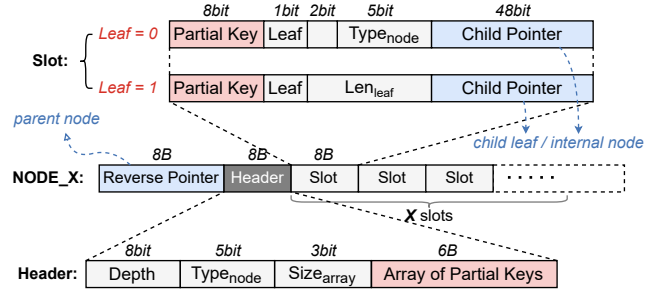 8bit 1bit 2bit 5bit 48bit
Leaf = 0 Partial Key Leaf Typenode Child Pointer
Slot:
Leaf = 1 Partial Key Leaf Lenleaf Child Pointer
parent node
child leaf / internal node
8B 8B 8B
NODE_X: Reverse Pointer Header Slot Slot Slot .....
X slots
8bit 5bit 3bit 6B
Header: Depth Typenode Sizearray Array of Partial Keys